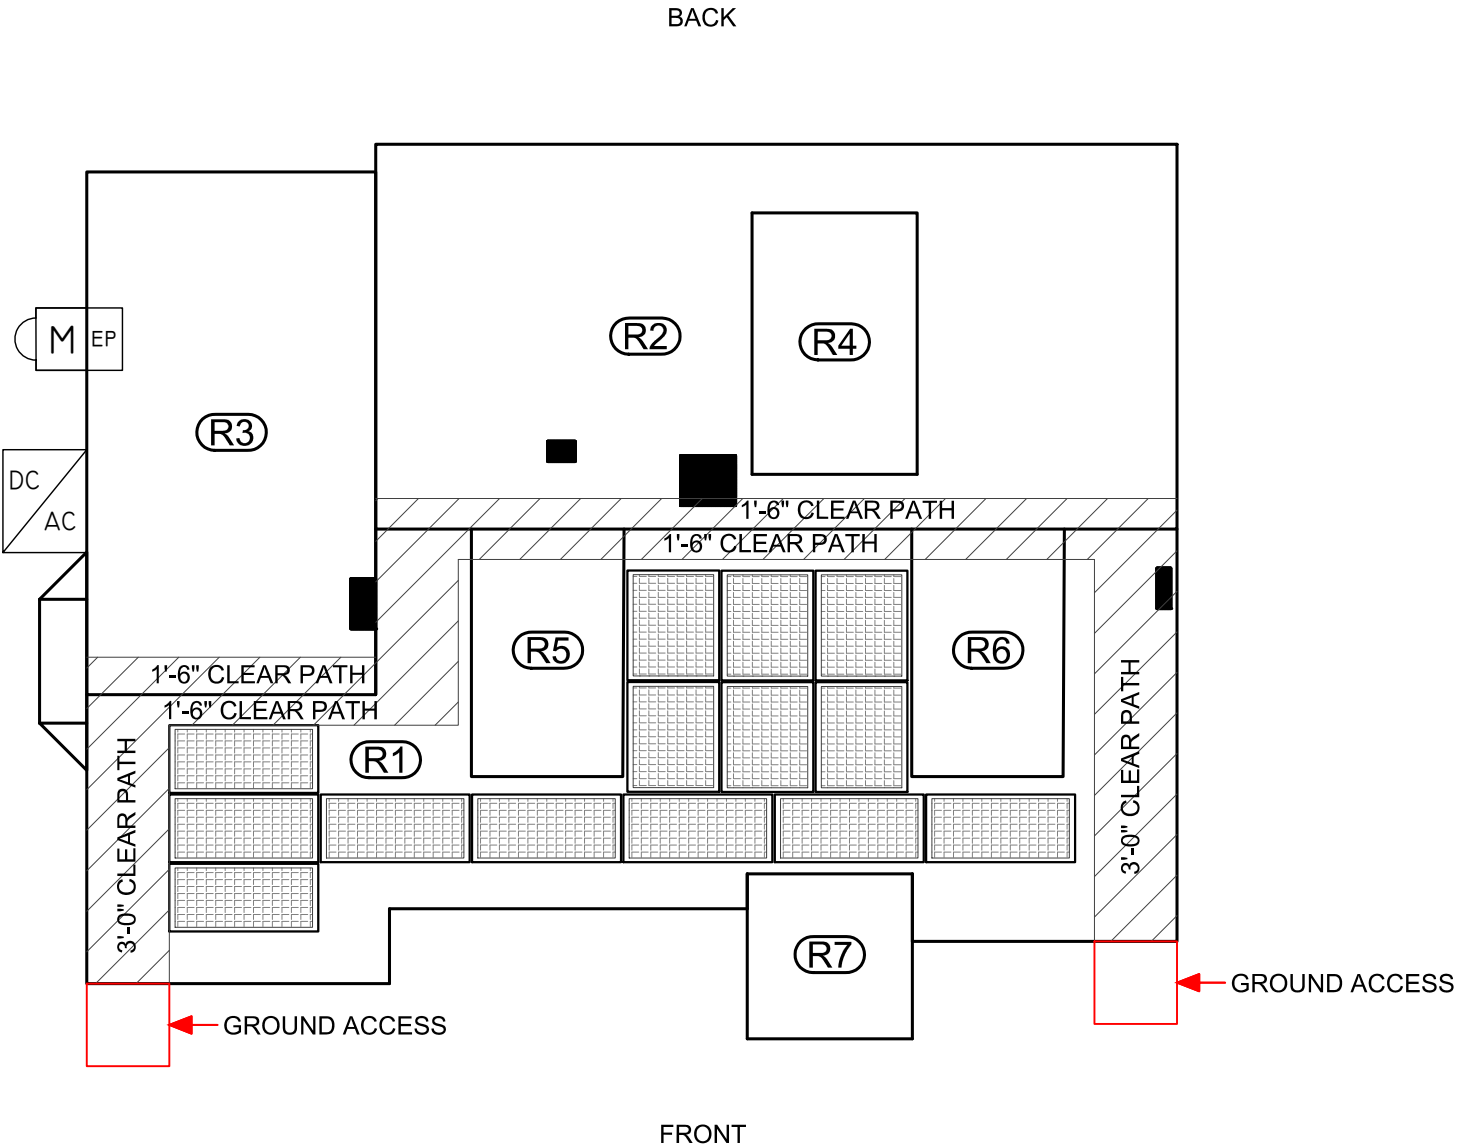 BACK
R2
R4
M
EP
R3
DC
AC
1'-6" CLEAR PATH
1'-6" CLEAR PATH
R5
R6
1'-6" CLEAR PATH
1'-6" CLEAR PATH
R1
3'-0" CLEAR PATH
3'-0" CLEAR PATH
R7
GROUND ACCESS
GROUND ACCESS
FRONT